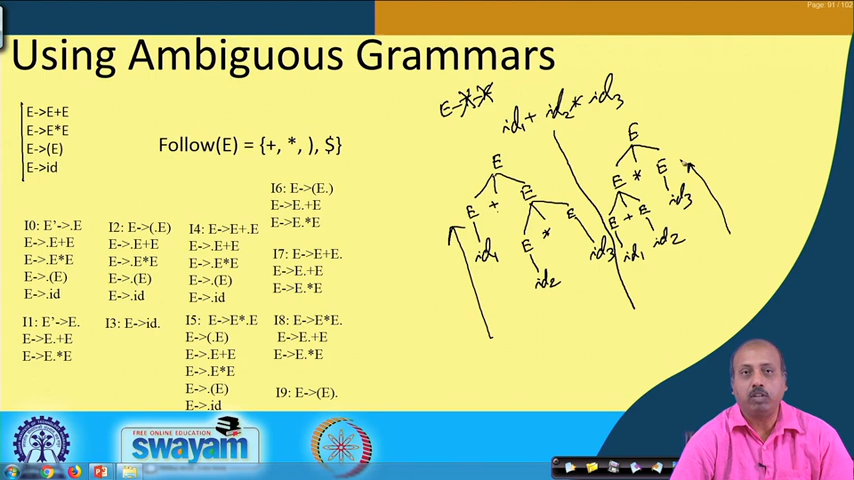 Page: 91 / 102
Using Ambiguous Grammars
E->E+E
E->E*E
E->(E)
E->id
Follow(E) = {+, *, ), $}
I0: E'->.E
E->.E+E
E->.E*E
E->.(E)
E->.id
I1: E'->E.
E->E.+E
E->E.*E
I2: E->(.E)
E->.E+E
E->.E*E
E->.(E)
E->.id
I3: E->id.
I4: E->E+.E
E->.E+E
E->.E*E
E->.(E)
E->.id
I5: E->E*.E
E->(.E)
E->.E+E
E->.E*E
E->.(E)
E->.id
I6: E->(E.)
E->E.+E
E->E.*E
I7: E->E+E.
E->E.+E
E->E.*E
I8: E->E*E.
E->E.+E
E->E.*E
I9: E->(E).
id1 + id2 * id3
E
E + E
id1 E * E
id2 id3
E
E * E
E + E id3
id1 id2
FREE ONLINE EDUCATION
swayam